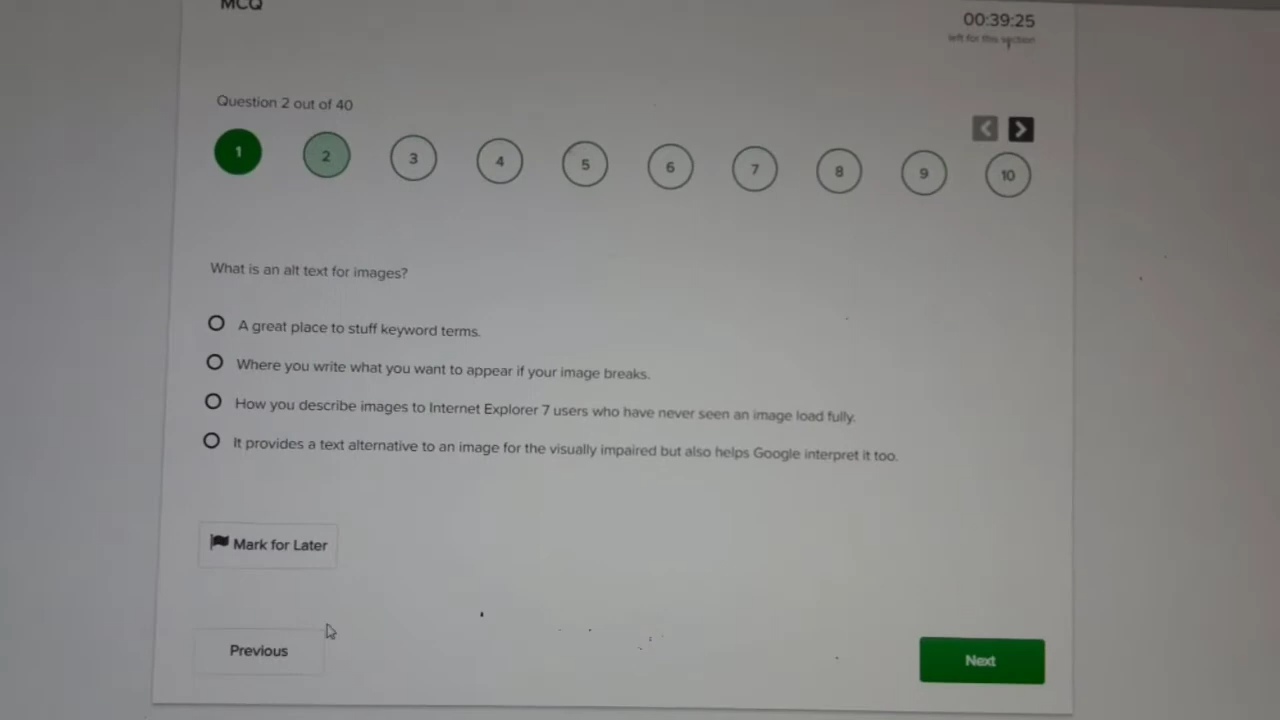 MCQ
00:39:25
left for this section
Question 2 out of 40
1 2 3 4 5 6 7 8 9 10
What is an alt text for images?
A great place to stuff keyword terms.
Where you write what you want to appear if your image breaks.
How you describe images to Internet Explorer 7 users who have never seen an image load fully.
It provides a text alternative to an image for the visually impaired but also helps Google interpret it too.
Mark for Later
Previous
Next